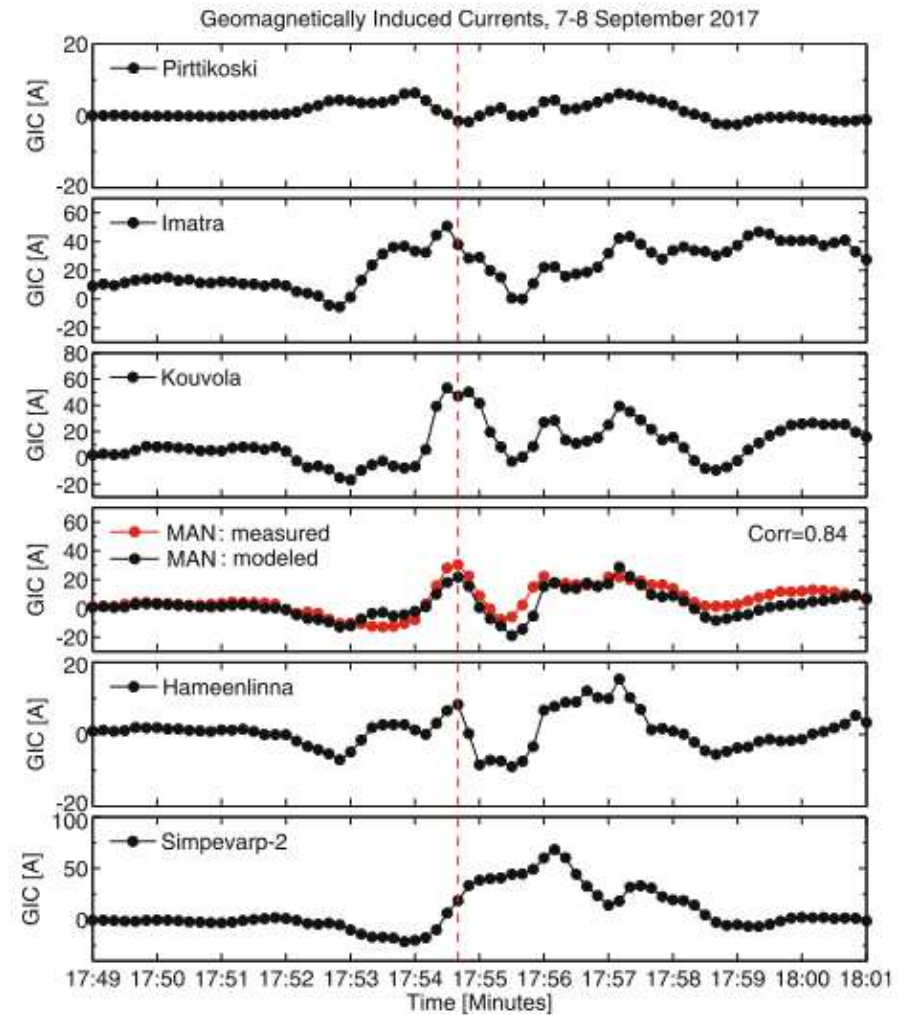 Geomagnetically Induced Currents, 7-8 September 2017
20
0
-20
GIC [A]
Pirttikoski
60
40
20
0
-20
GIC [A]
Imatra
80
60
40
20
0
-20
GIC [A]
Kouvola
60
40
20
0
-20
GIC [A]
MAN: measured
MAN: modeled
Corr=0.84
20
0
-20
GIC [A]
Hameenlinna
100
50
0
GIC [A]
Simpevarp-2
17:49 17:50 17:51 17:52 17:53 17:54 17:55 17:56 17:57 17:58 17:59 18:00 18:01
Time [Minutes]